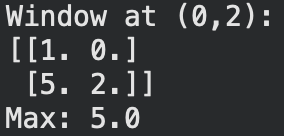 Window at (0,2):
[[1. 0.]
 [5. 2.]]
Max: 5.0